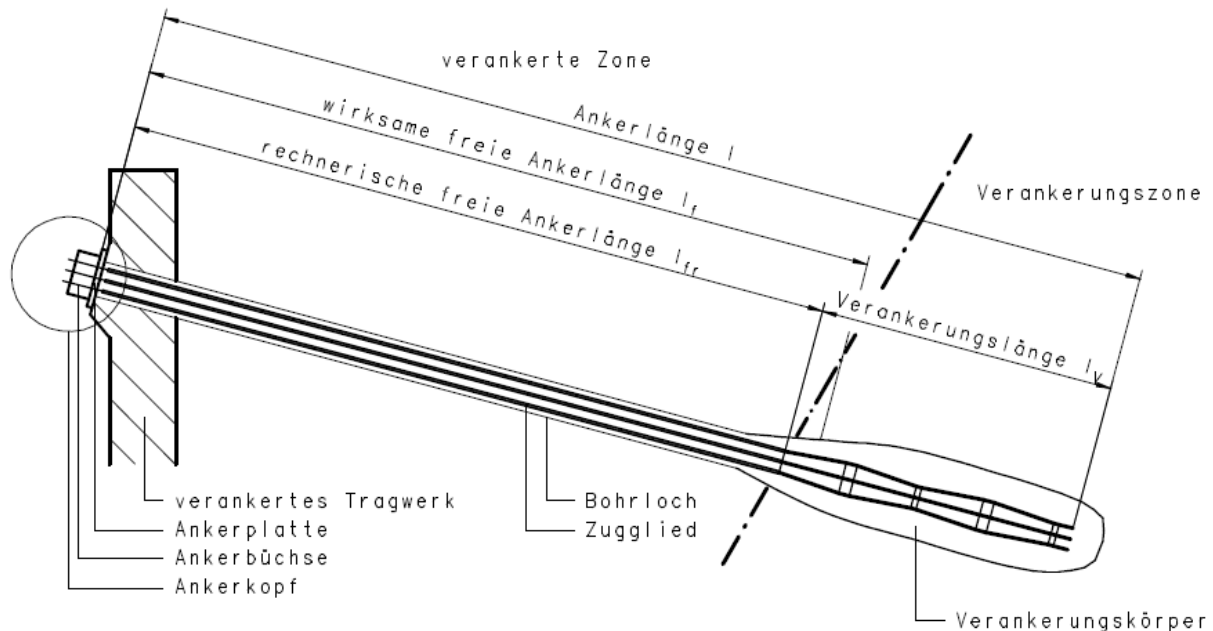 verankerte Zone
Ankerlänge l
wirksame freie Ankerlänge l_f
rechnerische freie Ankerlänge l_fr
Verankerungszone
Verankerungslänge l_v
verankertes Tragwerk
Ankerplatte
Ankerbüchse
Ankerkopf
Bohrloch
Zugglied
Verankerungskörper